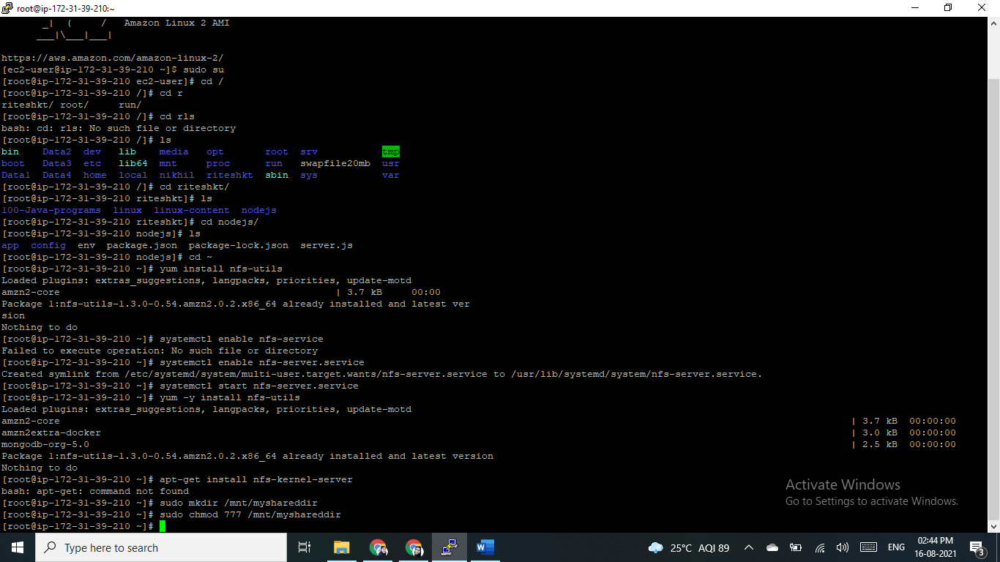 root@ip-172-31-39-210:~
_|  (     /   Amazon Linux 2 AMI
___|\___|___|
https://aws.amazon.com/amazon-linux-2/
[ec2-user@ip-172-31-39-210 ~]$ sudo su
[root@ip-172-31-39-210 ec2-user]# cd /
[root@ip-172-31-39-210 /]# cd r
riteshkt/ root/     run/
[root@ip-172-31-39-210 /]# cd rls
bash: cd: rls: No such file or directory
[root@ip-172-31-39-210 /]# ls
bin    Data2  dev   lib    media   opt       root  srv         tmp
boot   Data3  etc   lib64  mnt     proc      run   swapfile20mb  usr
Data1  Data4  home  local  nikhil  riteshkt  sbin  sys         var
[root@ip-172-31-39-210 /]# cd riteshkt/
[root@ip-172-31-39-210 riteshkt]# ls
100-Java-programs  linux  linux-content  nodejs
[root@ip-172-31-39-210 riteshkt]# cd nodejs/
[root@ip-172-31-39-210 nodejs]# ls
app  config  env  package.json  package-lock.json  server.js
[root@ip-172-31-39-210 nodejs]# cd ~
[root@ip-172-31-39-210 ~]# yum install nfs-utils
Loaded plugins: extras_suggestions, langpacks, priorities, update-motd
amzn2-core                                               | 3.7 kB     00:00
Package 1:nfs-utils-1.3.0-0.54.amzn2.0.2.x86_64 already installed and latest ver
sion
Nothing to do
[root@ip-172-31-39-210 ~]# systemctl enable nfs-service
Failed to execute operation: No such file or directory
[root@ip-172-31-39-210 ~]# systemctl enable nfs-server.service
Created symlink from /etc/systemd/system/multi-user.target.wants/nfs-server.service to /usr/lib/systemd/system/nfs-server.service.
[root@ip-172-31-39-210 ~]# systemctl start nfs-server.service
[root@ip-172-31-39-210 ~]# yum -y install nfs-utils
Loaded plugins: extras_suggestions, langpacks, priorities, update-motd
amzn2-core | 3.7 kB  00:00:00
amzn2extra-docker | 3.0 kB  00:00:00
mongodb-org-5.0 | 2.5 kB  00:00:00
Package 1:nfs-utils-1.3.0-0.54.amzn2.0.2.x86_64 already installed and latest version
Nothing to do
[root@ip-172-31-39-210 ~]# apt-get install nfs-kernel-server
bash: apt-get: command not found
[root@ip-172-31-39-210 ~]# sudo mkdir /mnt/myshareddir
[root@ip-172-31-39-210 ~]# sudo chmod 777 /mnt/myshareddir
[root@ip-172-31-39-210 ~]#
Activate Windows
Go to Settings to activate Windows.
Type here to search
W
25°C  AQI 89
ENG
02:44 PM
16-08-2021
3